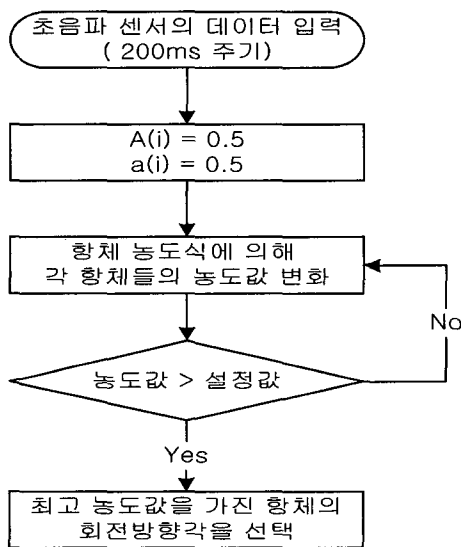 초음파 센서의 데이터 입력
( 200ms 주기)
A(i) = 0.5
a(i) = 0.5
항체 농도식에 의해
각 항체들의 농도값 변화
No
농도값 > 설정값
Yes
최고 농도값을 가진 항체의
회전방향각을 선택